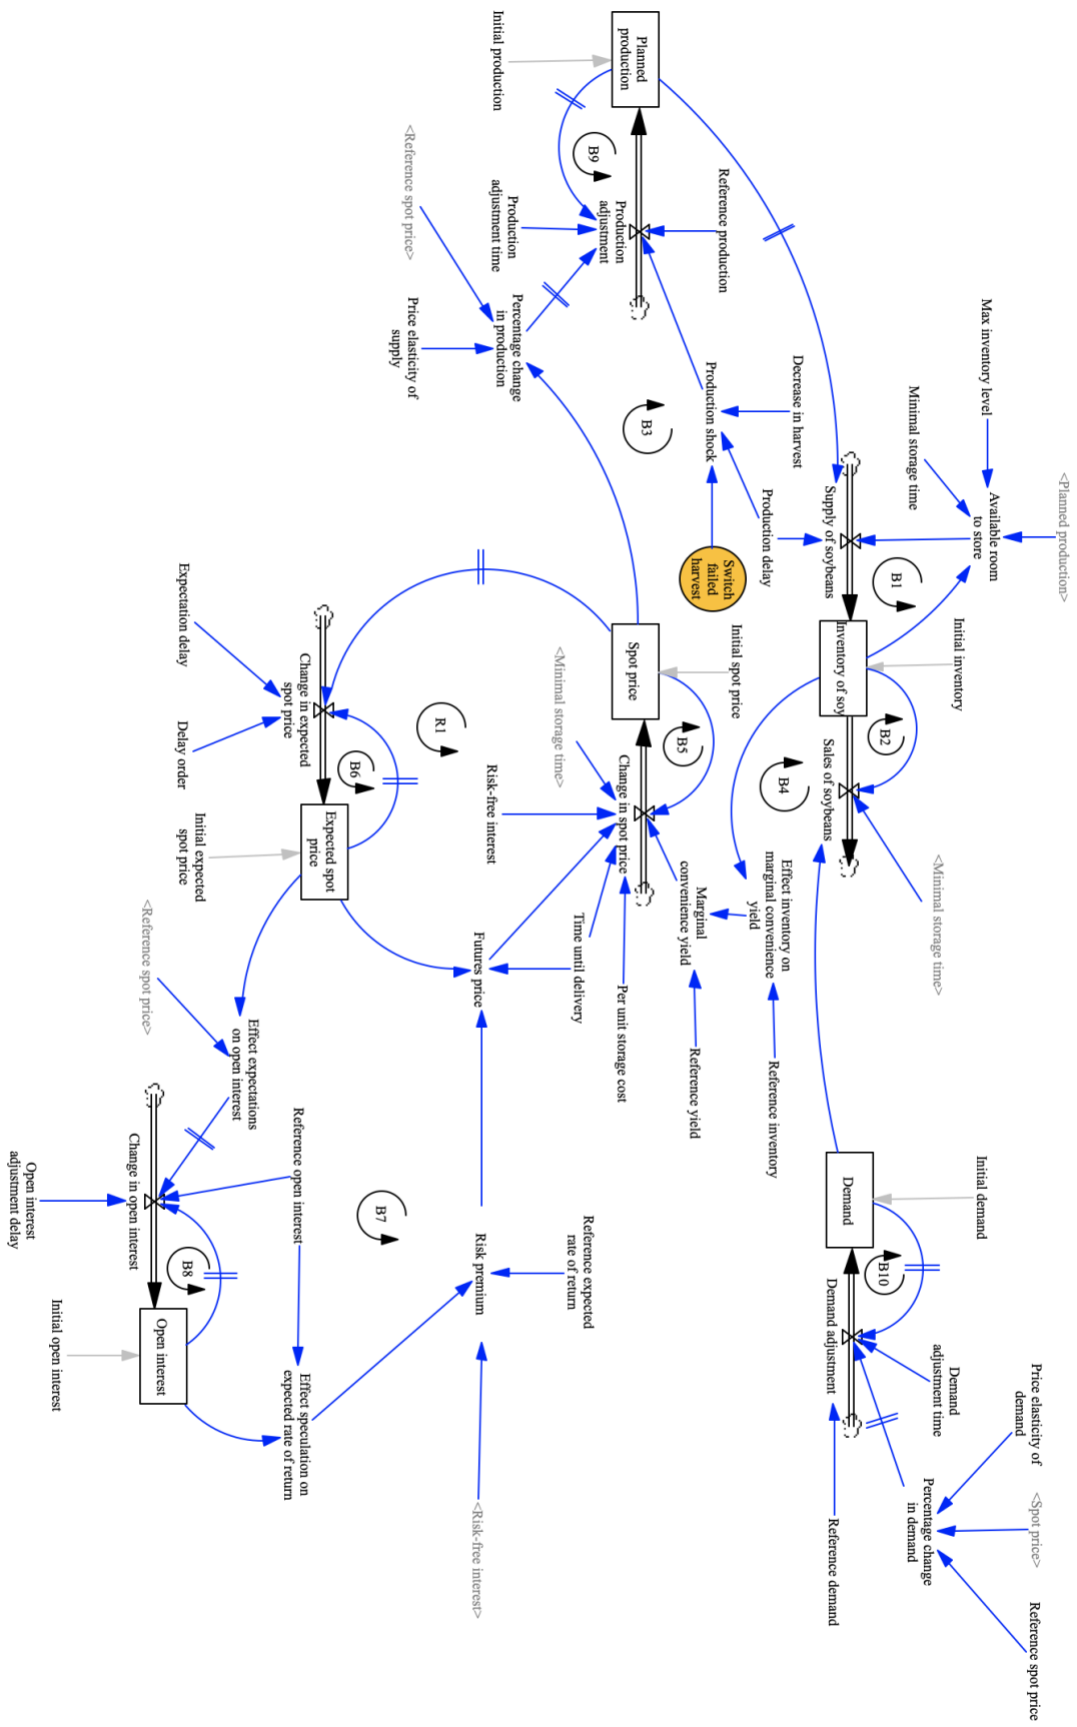 <Planned production>
Max inventory level
Available room
to store
Minimal storage time
Initial inventory
B1
Supply of soybeans
Inventory of soy
B2
Sales of soybeans
<Minimal storage time>
Decrease in harvest
Production delay
Production shock
Switch
failed
harvest
Reference production
Planned
production
Initial production
B9
Production
adjustment
Production
adjustment time
<Reference spot price>
Percentage change
in production
Price elasticity of
supply
B3
Initial spot price
Spot price
B5
B4
Change in spot price
<Minimal storage time>
Risk-free interest
Effect inventory on
marginal convenience
yield
Marginal
convenience yield
Reference inventory
Reference yield
Per unit storage cost
Time until delivery
Futures price
R1
Expectation delay
Delay order
Change in expected
spot price
B6
Expected spot
price
Initial expected
spot price
<Reference spot price>
Effect expectations
on open interest
Reference open interest
Change in open interest
Open interest
adjustment delay
B8
Open interest
Initial open interest
B7
Effect speculation on
expected rate of return
Risk premium
Reference expected
rate of return
<Risk-free interest>
Initial demand
Demand
B10
Demand adjustment
Demand
adjustment time
Reference demand
Percentage change
in demand
Price elasticity of
demand
<Spot price>
Reference spot price